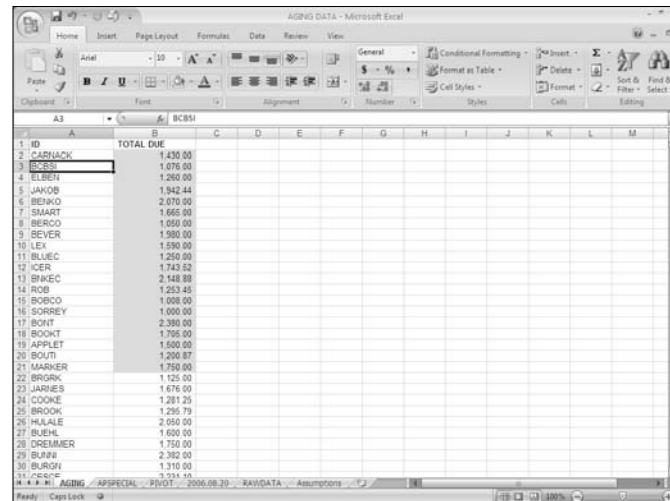 AGING DATA - Microsoft Excel
Home Insert Page Layout Formulas Data Review View
Arial 10 A A General Conditional Formatting Insert Σ
Paste B I U A $ % , Format as Table Delete Sort & Find &
Cell Styles Format Filter Select
Clipboard Font Alignment Number Styles Cells Editing
A3 fx BCBSI
A B C D E F G H I J K L M
1 ID TOTAL DUE
2 CARNACK 1,430.00
3 BCBSI 1,076.00
4 ELBEN 1,260.00
5 JAKOB 1,942.44
6 BENKO 2,070.00
7 SMART 1,665.00
8 BERCO 1,050.00
9 BEVER 1,980.00
10 LEX 1,590.00
11 BLUEC 1,250.00
12 ICER 1,743.52
13 BNKEC 2,148.88
14 ROB 1,253.45
15 BOBCO 1,008.00
16 SORREY 1,000.00
17 BONT 2,380.00
18 BOOKT 1,705.00
19 APPLET 1,500.00
20 BOUTI 1,200.87
21 MARKER 1,750.00
22 BRGRK 1,125.00
23 JARNES 1,676.00
24 COOKE 1,281.25
25 BROOK 1,295.79
26 HULALE 2,050.00
27 BUEHL 1,600.00
28 DREMMER 1,750.00
29 BUNNI 2,382.00
30 BURGN 1,310.00
31 CESCE
AGING APSPECIAL PIVOT 2006.08.20 RAWDATA Assumptions
Ready Caps Lock 100%